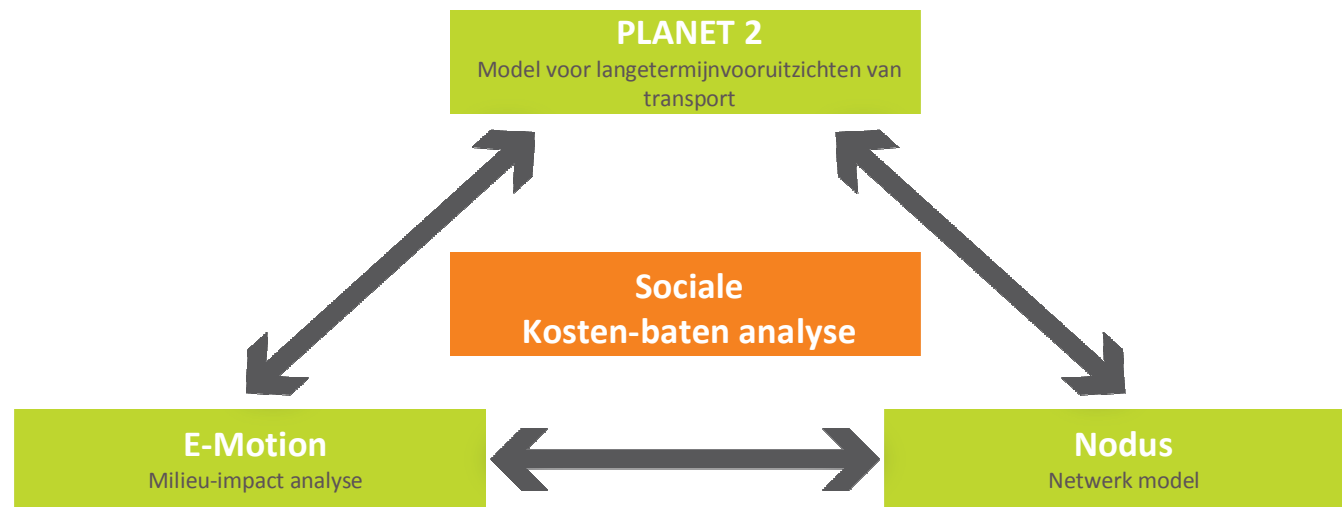 PLANET 2
Model voor langetermijnvooruitzichten van
transport
Sociale
Kosten-baten analyse
E-Motion
Milieu-impact analyse
Nodus
Netwerk model